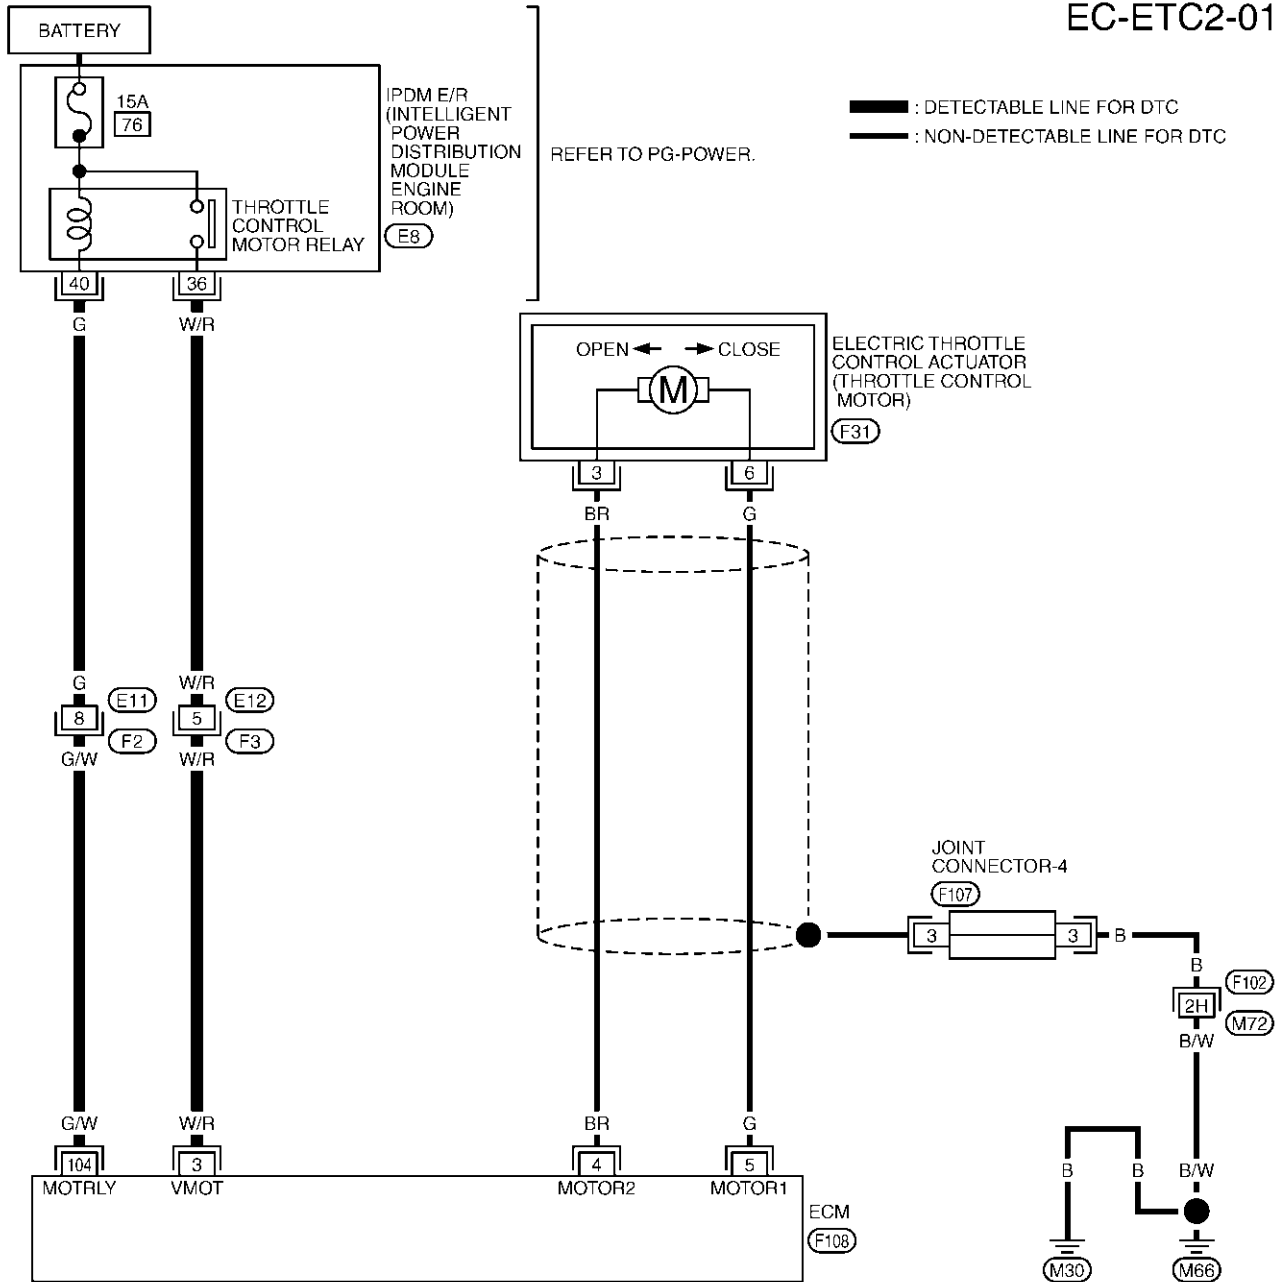 EC-ETC2-01
BATTERY
15A
76
IPDM E/R
(INTELLIGENT
POWER
DISTRIBUTION
MODULE
ENGINE
ROOM)
E8
REFER TO PG-POWER.
: DETECTABLE LINE FOR DTC
: NON-DETECTABLE LINE FOR DTC
THROTTLE
CONTROL
MOTOR RELAY
40
36
G
W/R
OPEN
CLOSE
M
ELECTRIC THROTTLE
CONTROL ACTUATOR
(THROTTLE CONTROL
MOTOR)
F31
3
6
BR
G
G
W/R
8
E11
5
E12
F2
F3
G/W
W/R
JOINT
CONNECTOR-4
F107
3
3
B
B
F102
2H
M72
B/W
G/W
W/R
BR
G
104
3
4
5
MOTRLY
VMOT
MOTOR2
MOTOR1
ECM
F108
B
B
B/W
M30
M66